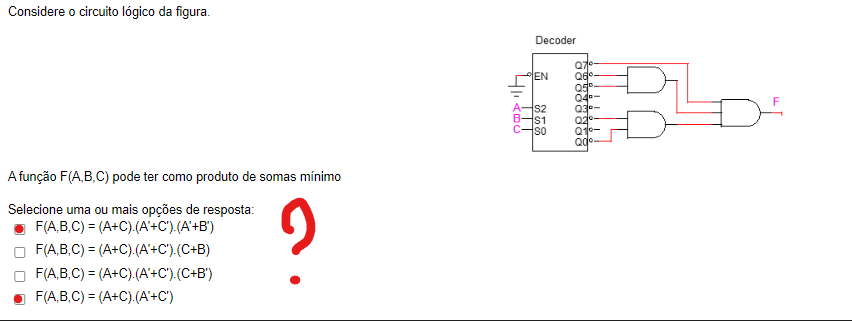 Considere o circuito lógico da figura.
Decoder
EN
Q7
Q6
Q5
Q4
Q3
Q2
Q1
Q0
A
S2
B
S1
C
S0
F
A função F(A,B,C) pode ter como produto de somas mínimo
Selecione uma ou mais opções de resposta:
F(A,B,C) = (A+C).(A'+C').(A'+B')
F(A,B,C) = (A+C).(A'+C').(C+B)
F(A,B,C) = (A+C).(A'+C').(C+B')
F(A,B,C) = (A+C).(A'+C')
?